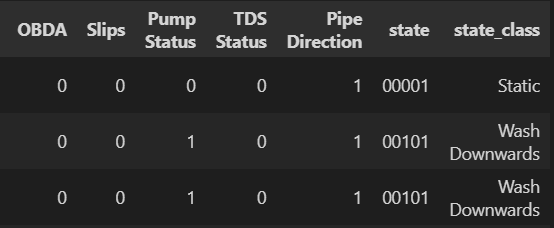 OBDA Slips Pump Status TDS Status Pipe Direction state state_class
0 0 0 0 1 00001 Static
0 0 1 0 1 00101 Wash Downwards
0 0 1 0 1 00101 Wash Downwards